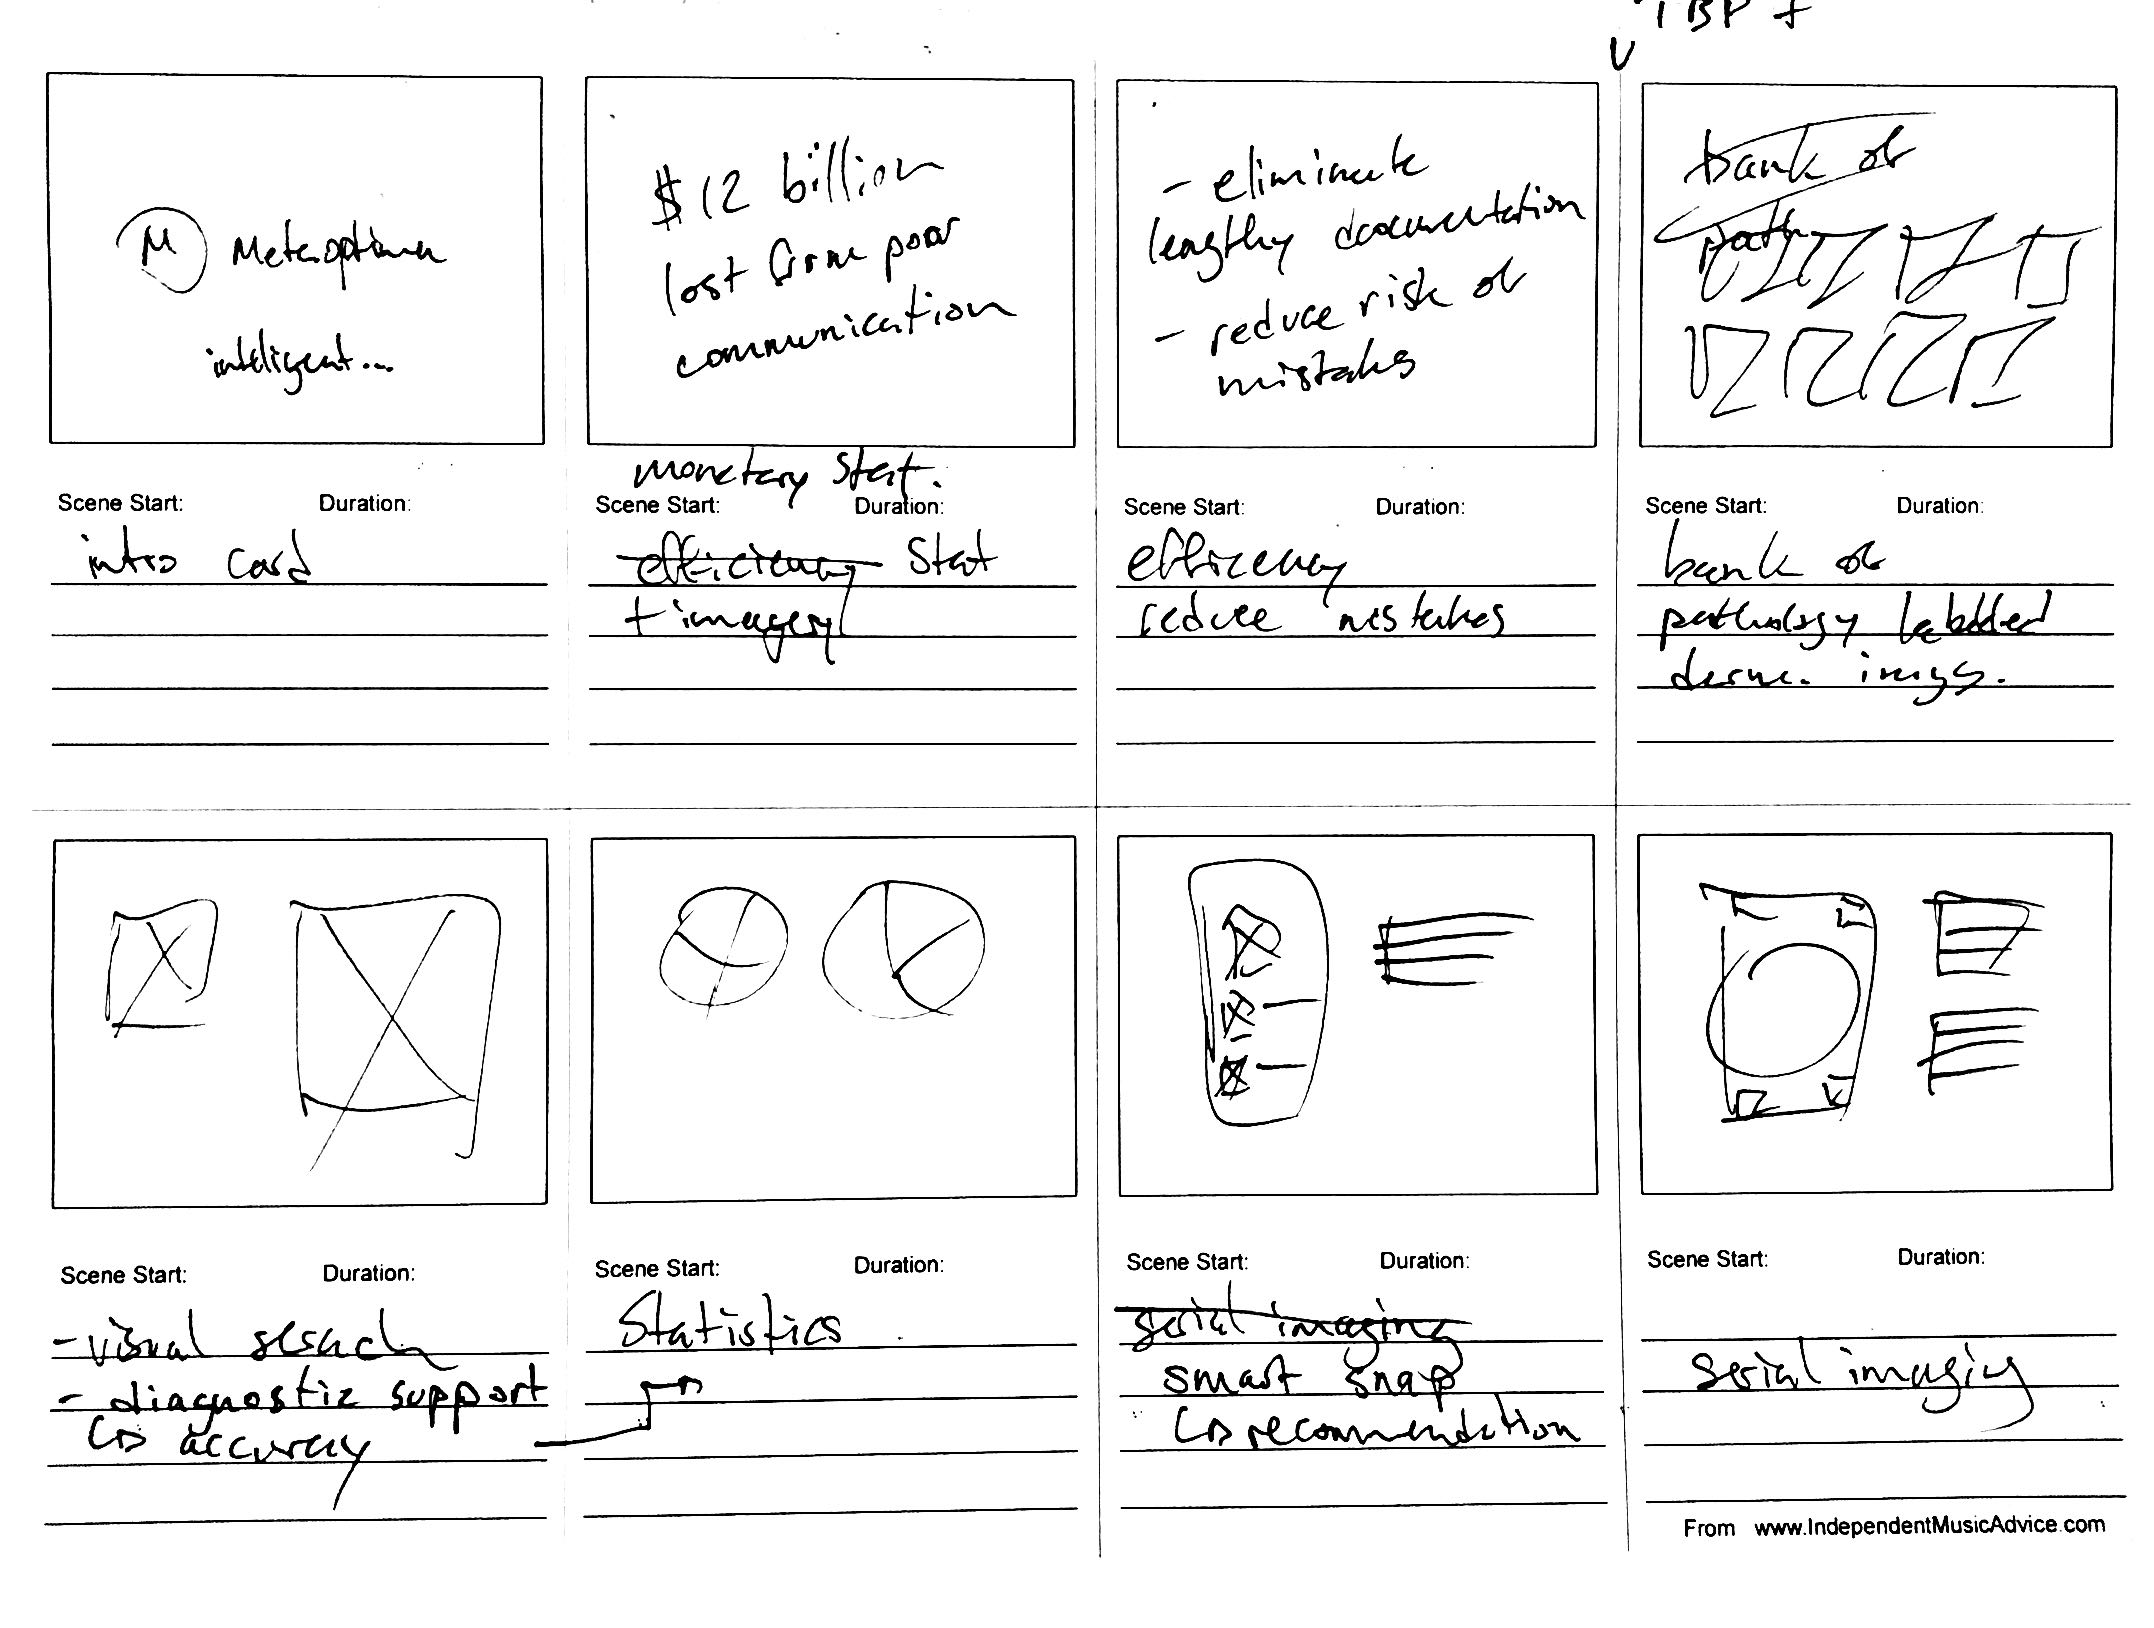 TBP +
M Metaoptima
intelligent...
$12 billion
lost from poor
communication
- eliminate
lengthy documentation
- reduce risk of
mistakes
bank of
path
monetary stat.
Scene Start: Duration:
intro card
Scene Start: Duration:
efficiency stat
+ imagery
Scene Start: Duration:
efficency
reduce mistakes
Scene Start: Duration:
bank of
pathology labelled
derm. imgs.
Scene Start: Duration:
- visual search
- diagnostic support
↳ accuracy
Scene Start: Duration:
Statistics
Scene Start: Duration:
serial imaging
smart snap
↳ recommendation
Scene Start: Duration:
serial imaging
From www.IndependentMusicAdvice.com